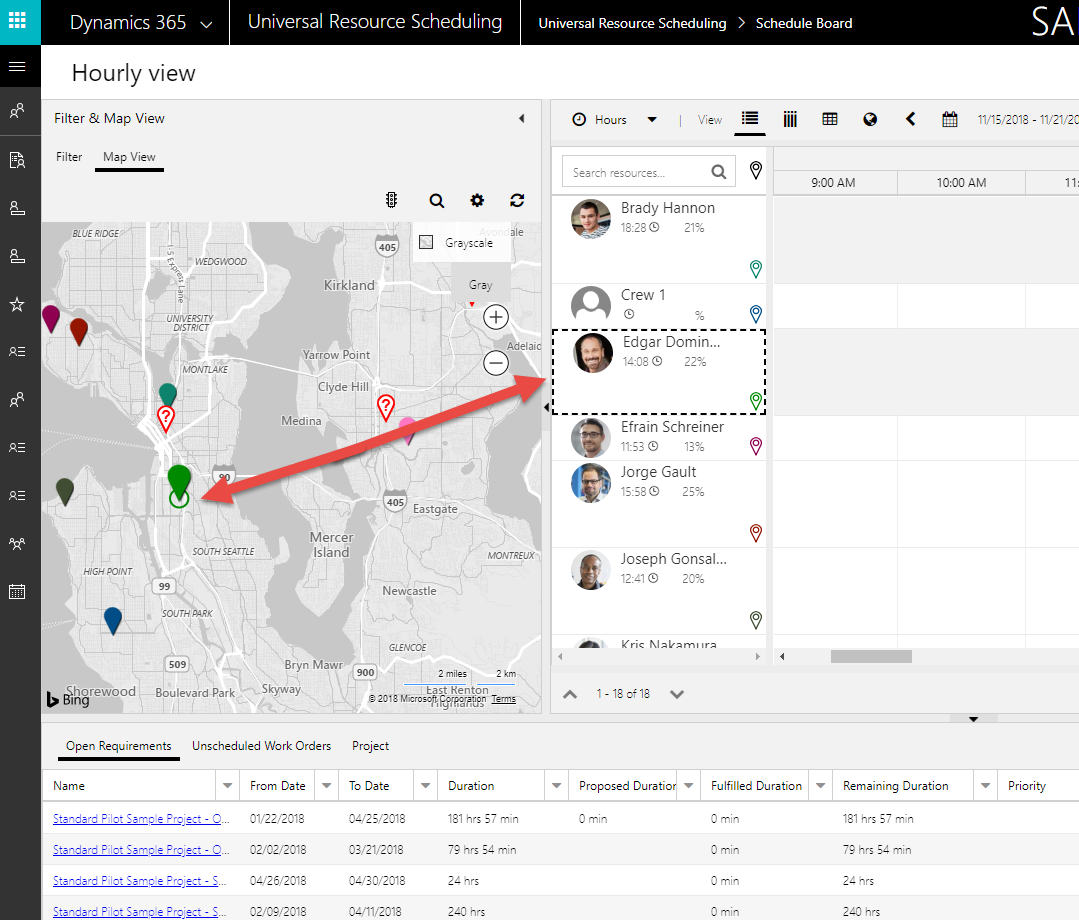 Dynamics 365
Universal Resource Scheduling
Universal Resource Scheduling > Schedule Board
SA
Hourly view
Filter & Map View
Filter
Map View
Hours
View
11/15/2018 - 11/21/20
Search resources...
9:00 AM
10:00 AM
11:
Grayscale
Gray
BLUE RIDGE
Avondale
405
I-5 Express Lane
WEDGWOOD
Kirkland
UNIVERSITY
DISTRICT
Adelaid
Yarrow Point
MONTLAKE
Clyde Hill
?
?
Medina
90
405
Eastgate
Mercer
Island
SOUTH SEATTLE
MONTREUX
HIGH POINT
99
Newcastle
SOUTH PARK
GLENCOE
509
Bryn Mawr
900
2 miles
2 km
Shorewood
Boulevard Park
Skyway
East Renton
Highlands
Bing
© 2018 Microsoft Corporation
Terms
Brady Hannon
18:28
21%
Crew 1
%
Edgar Domin...
14:08
22%
Efrain Schreiner
11:53
13%
Jorge Gault
15:58
25%
Joseph Gonsal...
12:41
20%
Kris Nakamura
1 - 18 of 18
Open Requirements
Unscheduled Work Orders
Project
Name
From Date
To Date
Duration
Proposed Duration
Fulfilled Duration
Remaining Duration
Priority
Standard Pilot Sample Project - O...
01/22/2018
04/25/2018
181 hrs 57 min
0 min
0 min
181 hrs 57 min
Standard Pilot Sample Project - O...
02/02/2018
03/21/2018
79 hrs 54 min
0 min
79 hrs 54 min
Standard Pilot Sample Project - S...
04/26/2018
04/30/2018
24 hrs
0 min
24 hrs
Standard Pilot Sample Project - S...
02/09/2018
04/11/2018
240 hrs
0 min
240 hrs